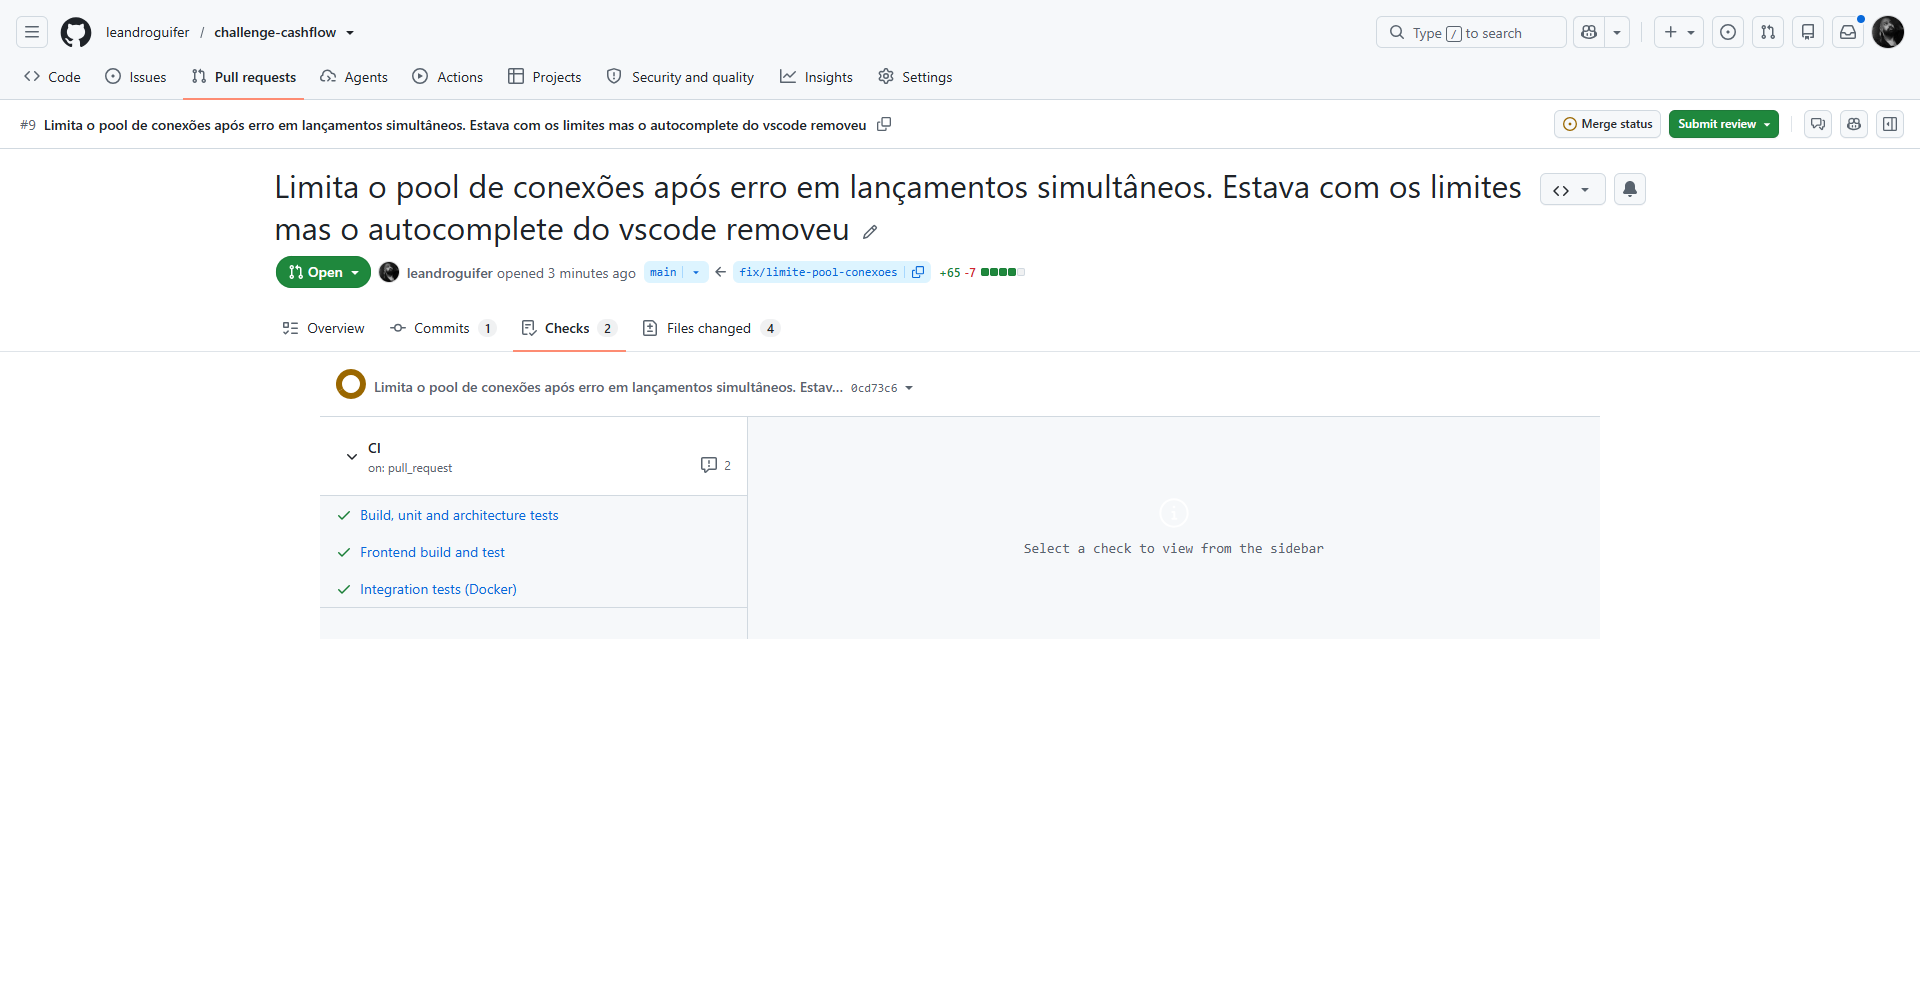 leandroguifer / challenge-cashflow
Type / to search
Code
Issues
Pull requests
Agents
Actions
Projects
Security and quality
Insights
Settings
#9 Limita o pool de conexões após erro em lançamentos simultâneos. Estava com os limites mas o autocomplete do vscode removeu
Merge status
Submit review
Limita o pool de conexões após erro em lançamentos simultâneos. Estava com os limites
mas o autocomplete do vscode removeu
Open
leandroguifer opened 3 minutes ago
main
fix/limite-pool-conexoes
+65 -7
Overview
Commits 1
Checks 2
Files changed 4
Limita o pool de conexões após erro em lançamentos simultâneos. Estav... 0cd73c6
CI
on: pull_request
2
Build, unit and architecture tests
Frontend build and test
Integration tests (Docker)
Select a check to view from the sidebar